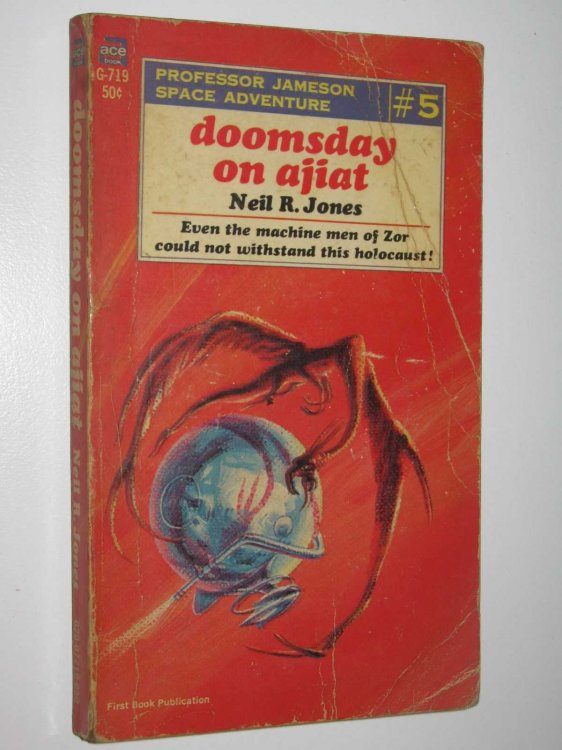 ace
book
G-719
50¢
doomsday on ajiat Neil R. Jones
PROFESSOR JAMESON
SPACE ADVENTURE
#5
doomsday
on ajiat
Neil R. Jones
Even the machine men of Zor
could not withstand this holocaust!
First Book Publication